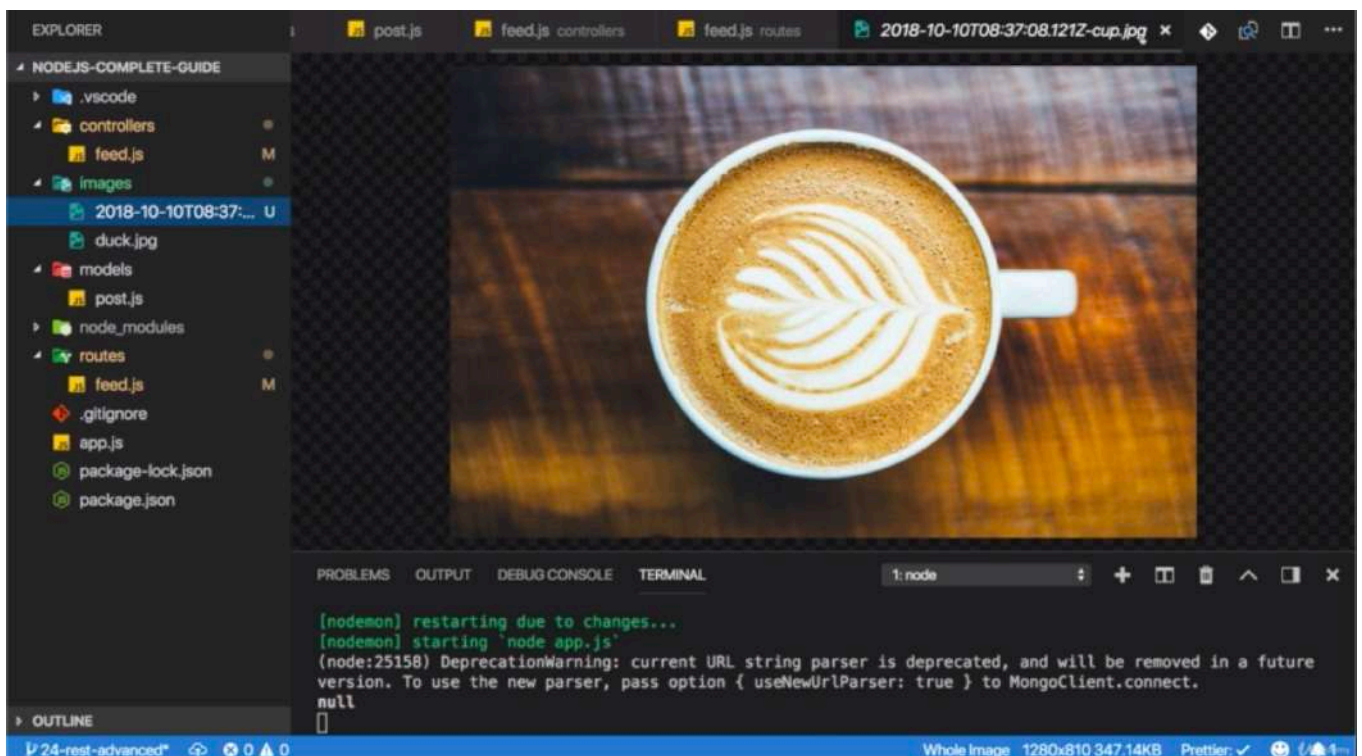 EXPLORER
post.js
feed.js controllers
feed.js routes
2018-10-10T08:37:08.121Z-cup.jpg
NODEJS-COMPLETE-GUIDE
.vscode
controllers
feed.js M
images
2018-10-10T08:37:... U
duck.jpg
models
post.js
node_modules
routes
feed.js M
.gitignore
app.js
package-lock.json
package.json
PROBLEMS OUTPUT DEBUG CONSOLE TERMINAL 1: node
[nodemon] restarting due to changes...
[nodemon] starting `node app.js`
(node:25158) DeprecationWarning: current URL string parser is deprecated, and will be removed in a future
version. To use the new parser, pass option { useNewUrlParser: true } to MongoClient.connect.
null
OUTLINE
24-rest-advanced* 0 0 Whole Image 1280x810 347.14KB Prettier: ✓